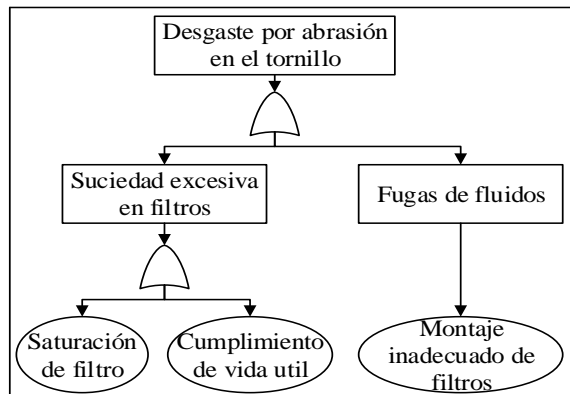 Desgaste por abrasión
en el tornillo
Suciedad excesiva
en filtros
Fugas de fluidos
Saturación
de filtro
Cumplimiento
de vida util
Montaje
inadecuado de
filtros